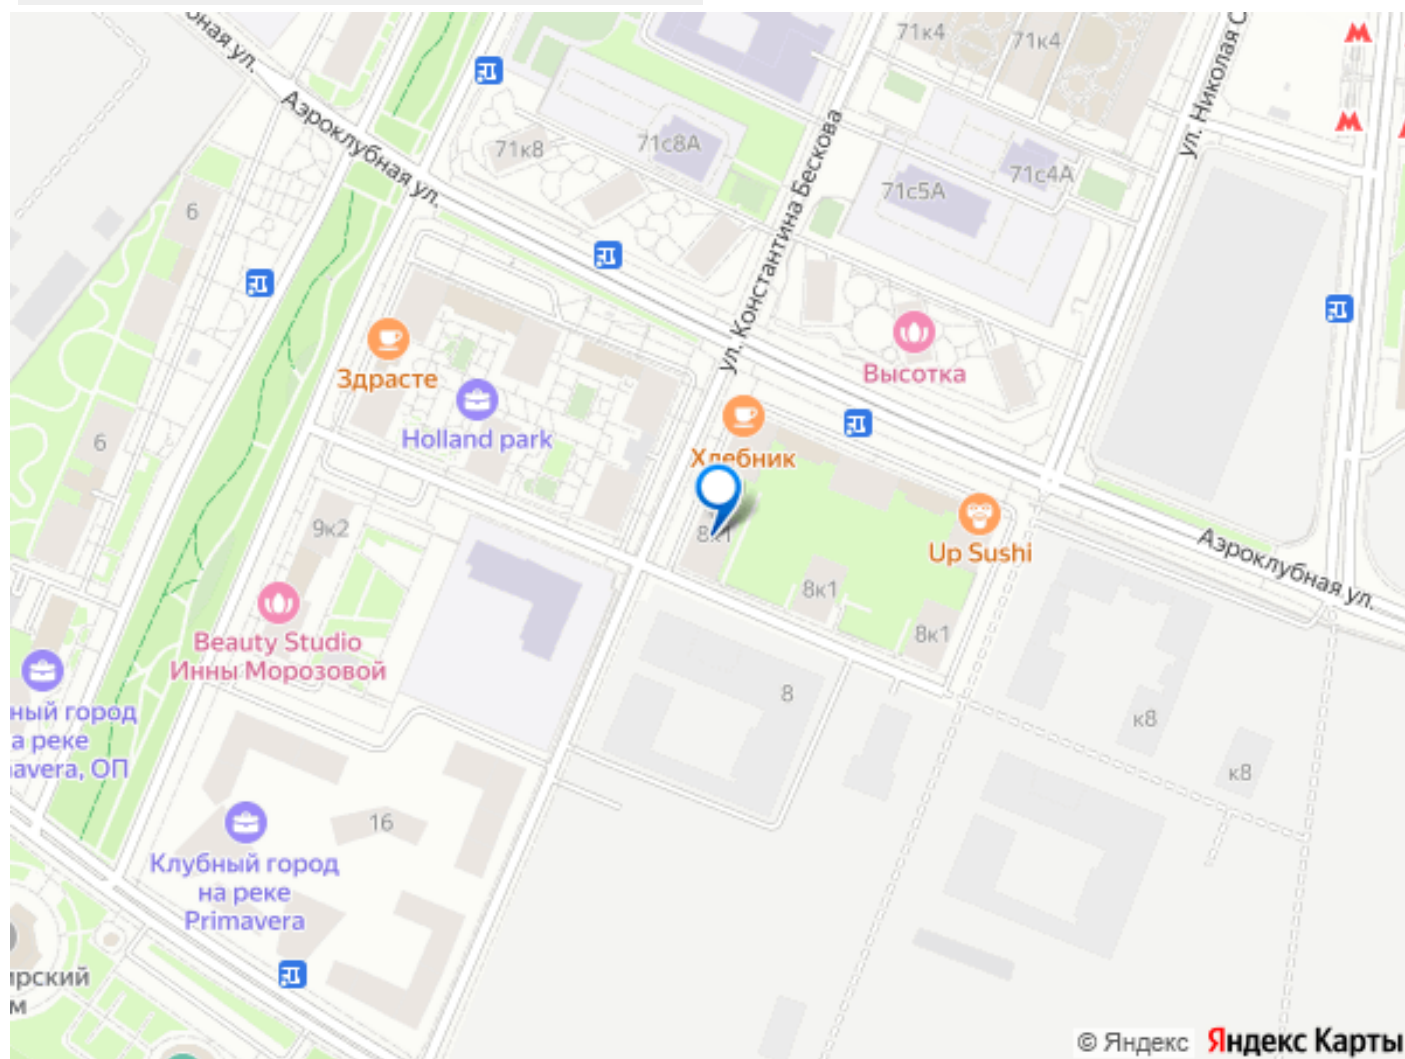 71к4
71к4
ул. Николая С
ная ул.
Аэроклубная ул.
71к8
71с8А
ул. Константина Бескова
71с5А
71с4А
6
Здрасте
Holland park
Высотка
6
Хлебник
9к2
8к1
Up Sushi
Аэроклубная ул.
8к1
8к1
Beauty Studio
Инны Морозовой
ный город
а реке
avera, ОП
8
к8
к8
16
Клубный город
на реке
Primavera
ирский
м
© Яндекс Яндекс Карты